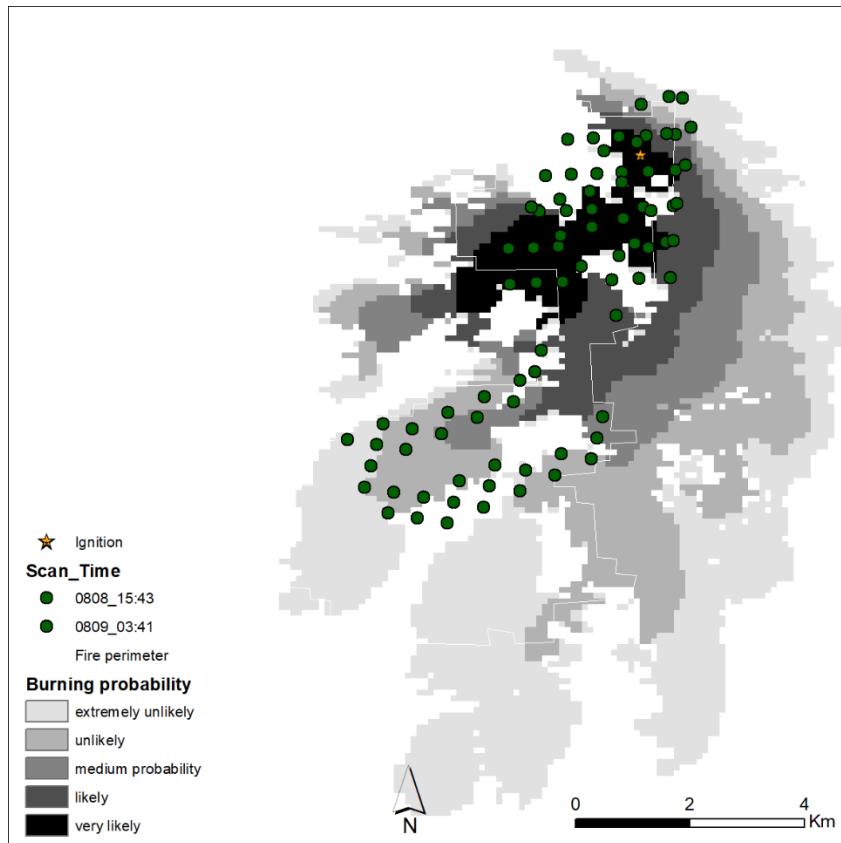 Ignition
Scan_Time
0808_15:43
0809_03:41
Fire perimeter
Burning probability
extremely unlikely
unlikely
medium probability
likely
very likely
N
0 2 4
Km